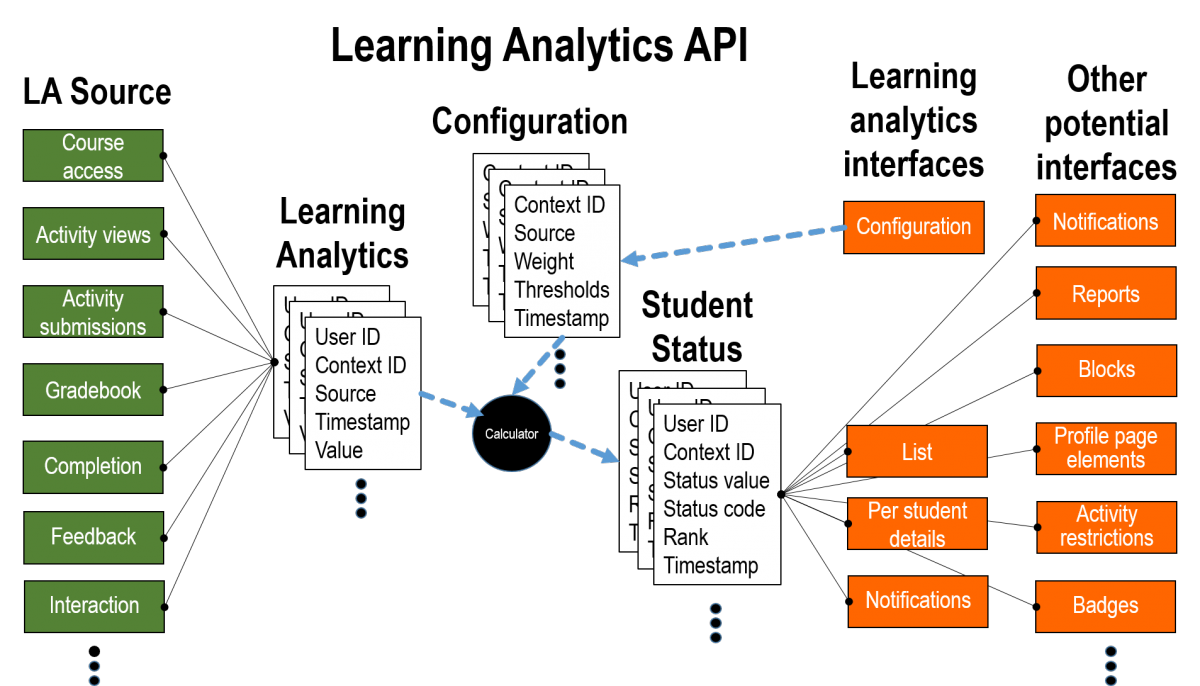 Learning Analytics API
LA Source
Course
access
Activity views
Activity
submissions
Gradebook
Completion
Feedback
Interaction
Learning
Analytics
User ID
Context ID
Source
Timestamp
Value
Configuration
Context ID
Source
Weight
Thresholds
Timestamp
Calculator
Student
Status
User ID
Context ID
Status value
Status code
Rank
Timestamp
Learning
analytics
interfaces
Configuration
List
Per student
details
Notifications
Other
potential
interfaces
Notifications
Reports
Blocks
Profile page
elements
Activity
restrictions
Badges